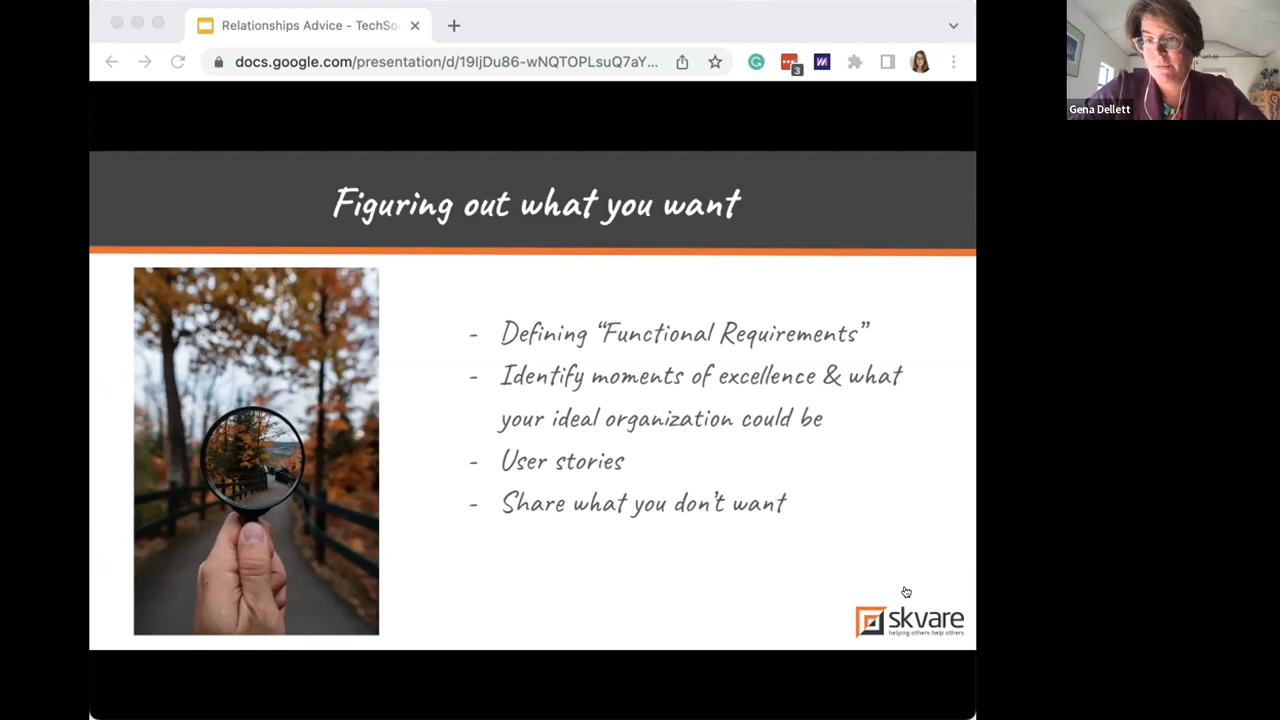 Relationships Advice - TechSo
docs.google.com/presentation/d/19IjDu86-wNQTOPLsuQ7aY...
3
Gena Dellett
Figuring out what you want
- Defining “Functional Requirements”
- Identify moments of excellence & what
your ideal organization could be
- User stories
- Share what you don’t want
skvare
helping others help others